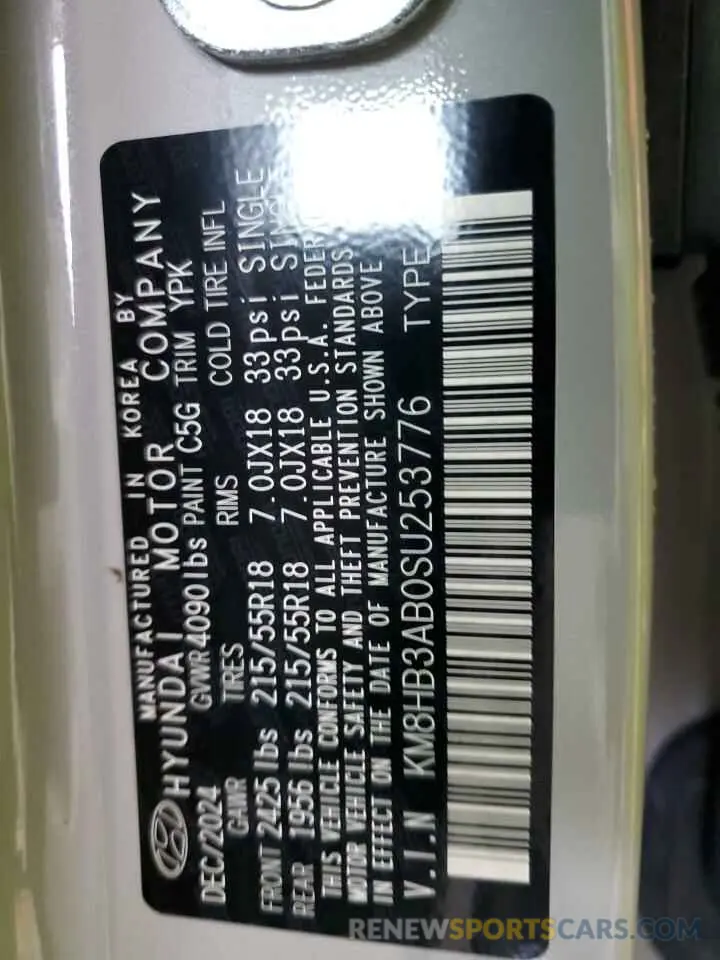 MANUFACTURED IN KOREA BY
HYUNDAI MOTOR COMPANY
DEC/2024 GVWR 4090lbs PAINT C5G TRIM YPK
GAWR TIRES RIMS COLD TIRE INFL
FRONT 2425 lbs 215/55R18 7.0JX18 33psi SINGLE
REAR 1956 lbs 215/55R18 7.0JX18 33psi
THIS VEHICLE CONFORMS TO ALL APPLICABLE U.S.A.
MOTOR VEHICLE SAFETY AND THEFT PREVENTION STANDARDS
IN EFFECT ON THE DATE OF MANUFACTURE SHOWN ABOVE
V.I.N KM8HB3AB0SU253776 TYPE
RENEWSPORTSCARS.COM